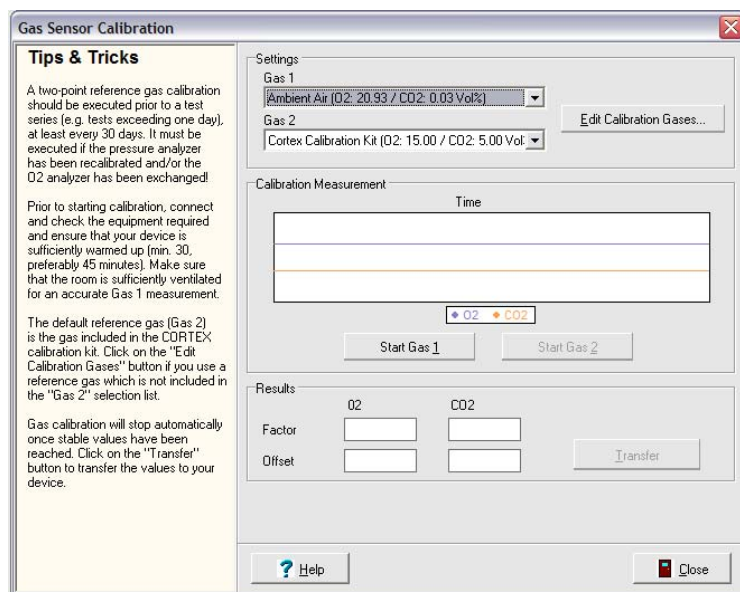 Gas Sensor Calibration
Tips & Tricks
A two-point reference gas calibration
should be executed prior to a test
series (e.g. tests exceeding one day),
at least every 30 days. It must be
executed if the pressure analyzer
has been recalibrated and/or the
O2 analyzer has been exchanged!
Prior to starting calibration, connect
and check the equipment required
and ensure that your device is
sufficiently warmed up (min. 30,
preferably 45 minutes). Make sure
that the room is sufficiently ventilated
for an accurate Gas 1 measurement.
The default reference gas (Gas 2)
is the gas included in the CORTEX
calibration kit. Click on the "Edit
Calibration Gases" button if you use a
reference gas which is not included in
the "Gas 2" selection list.
Gas calibration will stop automatically
once stable values have been
reached. Click on the "Transfer"
button to transfer the values to your
device.
Settings
Gas 1
Ambient Air (O2: 20.93 / CO2: 0.03 Vol%)
Edit Calibration Gases...
Gas 2
Cortex Calibration Kit (O2: 15.00 / CO2: 5.00 Vol
Calibration Measurement
Time
O2 CO2
Start Gas 1 Start Gas 2
Results
O2 CO2
Factor
Offset
Transfer
? Help
Close